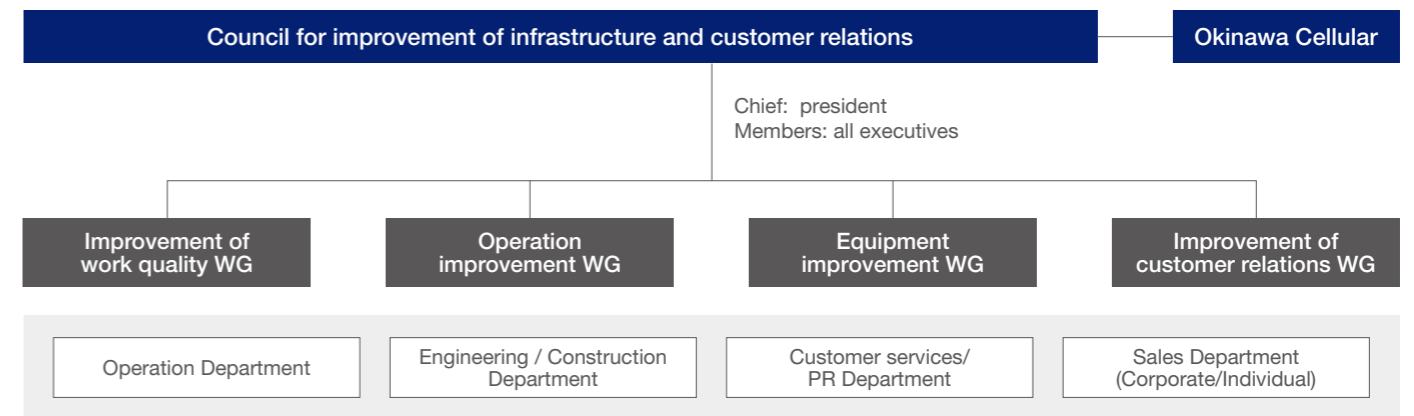 Council for improvement of infrastructure and customer relations
Okinawa Cellular
Chief: president
Members: all executives
Improvement of
work quality WG
Operation
improvement WG
Equipment
improvement WG
Improvement of
customer relations WG
Operation Department
Engineering / Construction
Department
Customer services/
PR Department
Sales Department
(Corporate/Individual)